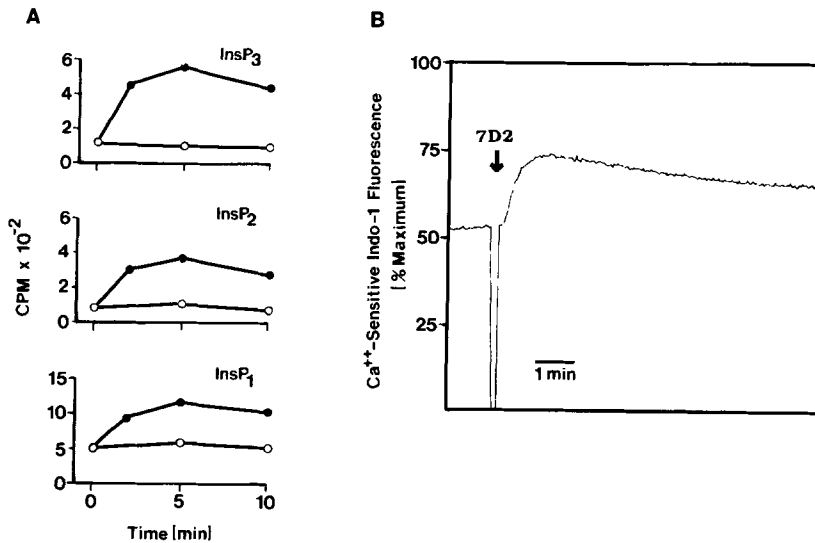 A
InsP3
6
4
2
0
InsP2
6
4
2
0
CPM x 10-2
InsP1
15
10
5
0
0 5 10
Time [min]
B
100
75
50
25
7D2
1 min
Ca++-Sensitive Indo-1 Fluorescence
[% Maximum]